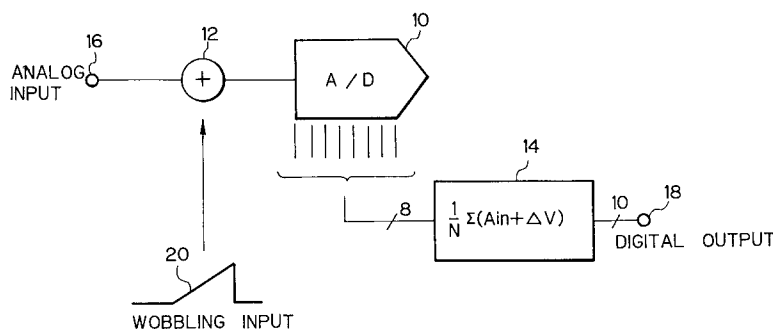 16
12
10
ANALOG
INPUT
+
A / D
14
8
1/N Σ(Ain + ΔV)
10
18
DIGITAL OUTPUT
20
WOBBLING INPUT